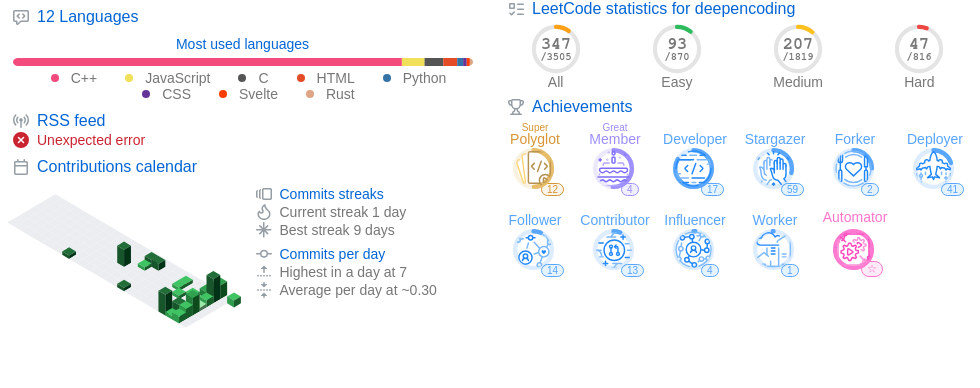 12 Languages
Most used languages
C++ JavaScript C HTML Python
CSS Svelte Rust
RSS feed
Unexpected error
Contributions calendar
Commits streaks
Current streak 1 day
Best streak 9 days
Commits per day
Highest in a day at 7
Average per day at ~0.30
LeetCode statistics for deepencoding
347 93 207 47
/3505 /870 /1819 /816
All Easy Medium Hard
Achievements
Super Great
Polyglot Member Developer Stargazer Forker Deployer
12 4 17 59 2 41
Follower Contributor Influencer Worker Automator
14 13 4 1